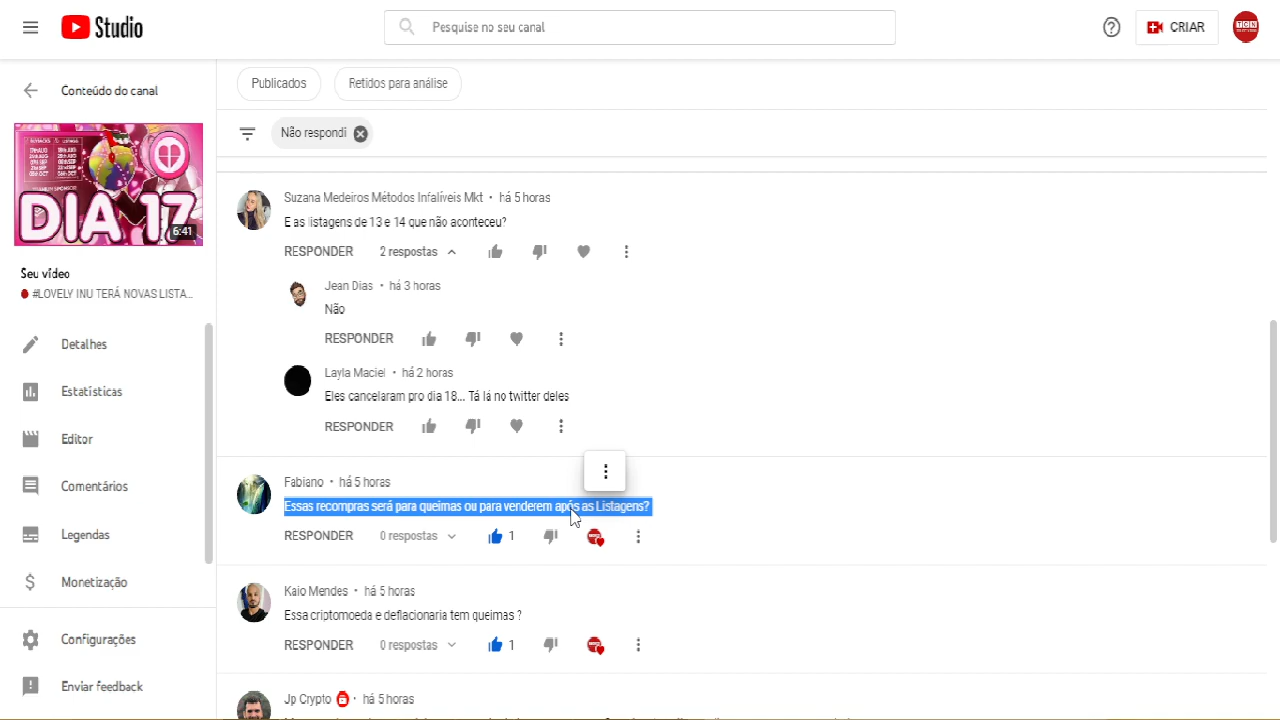 Studio
Pesquise no seu canal
CRIAR
Conteúdo do canal
DIA 17
6:41
Seu vídeo
#LOVELY INU TERÁ NOVAS LISTA...
Detalhes
Estatísticas
Editor
Comentários
Legendas
Monetização
Configurações
Enviar feedback
Publicados
Retidos para análise
Não respondi
Suzana Medeiros Métodos Infalíveis Mkt • há 5 horas
E as listagens de 13 e 14 que não aconteceu?
RESPONDER 2 respostas
Jean Dias • há 3 horas
Não
RESPONDER
Layla Maciel • há 2 horas
Eles cancelaram pro dia 18... Tá lá no twitter deles
RESPONDER
Fabiano • há 5 horas
Essas recompras será para queimas ou para venderem após as Listagens?
RESPONDER 0 respostas 1
Kaio Mendes • há 5 horas
Essa criptomoeda e deflacionaria tem queimas ?
RESPONDER 0 respostas 1
Jp Crypto • há 5 horas